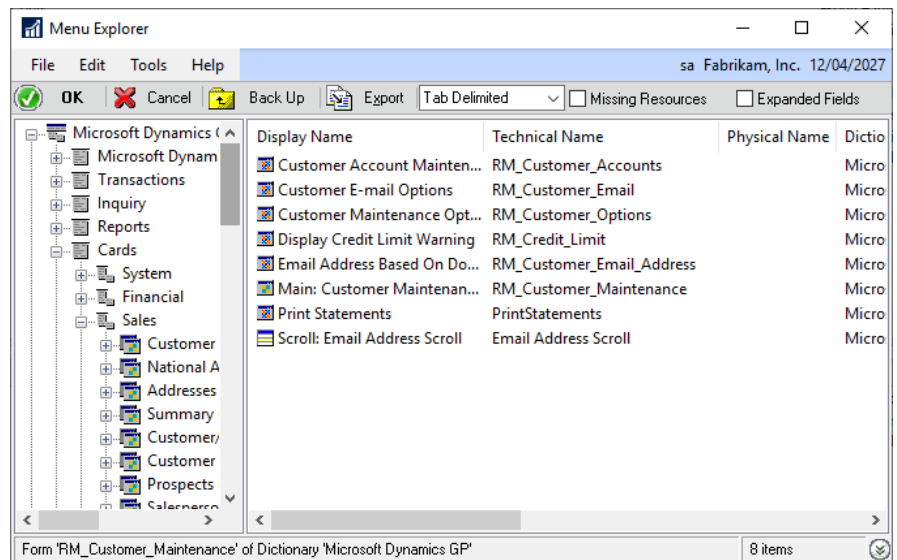 Menu Explorer
File Edit Tools Help sa Fabrikam, Inc. 12/04/2027
OK Cancel Back Up Export Tab Delimited Missing Resources Expanded Fields
Microsoft Dynamics (
Microsoft Dynam
Transactions
Inquiry
Reports
Cards
System
Financial
Sales
Customer
National A
Addresses
Summary
Customer/
Customer
Prospects
Salesperso
Display Name Technical Name Physical Name Dictio
Customer Account Mainten... RM_Customer_Accounts Micro
Customer E-mail Options RM_Customer_Email Micro
Customer Maintenance Opt... RM_Customer_Options Micro
Display Credit Limit Warning RM_Credit_Limit Micro
Email Address Based On Do... RM_Customer_Email_Address Micro
Main: Customer Maintenan... RM_Customer_Maintenance Micro
Print Statements PrintStatements Micro
Scroll: Email Address Scroll Email Address Scroll Micro
Form 'RM_Customer_Maintenance' of Dictionary 'Microsoft Dynamics GP' 8 items